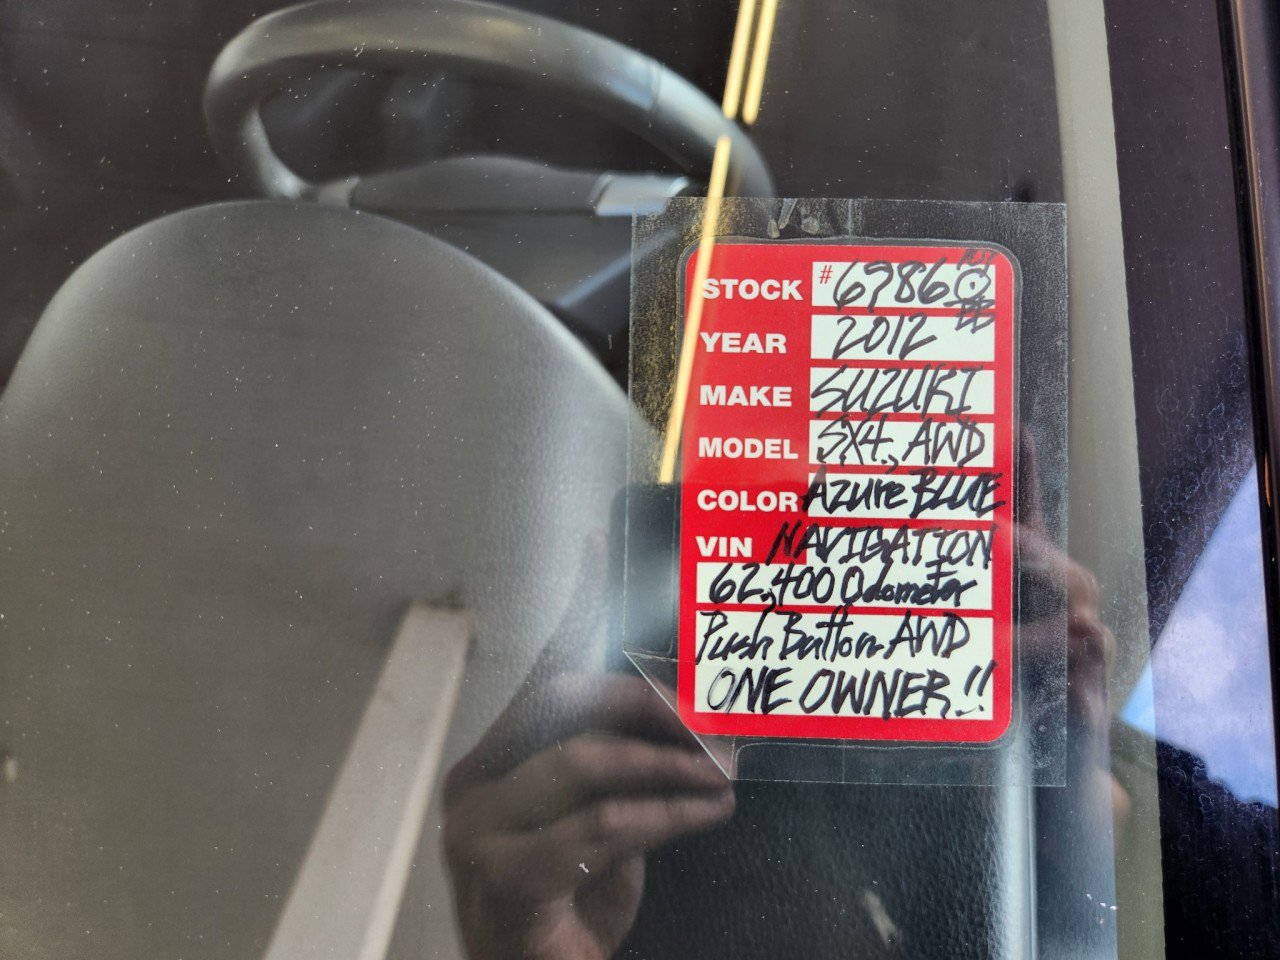 STOCK #6986
YEAR 2012
MAKE SUZUKI
MODEL SX4, AWD
COLOR AZUre BLUE
VIN NAVIGATION
62,400 Odometer
Push Button AWD
ONE OWNER!!